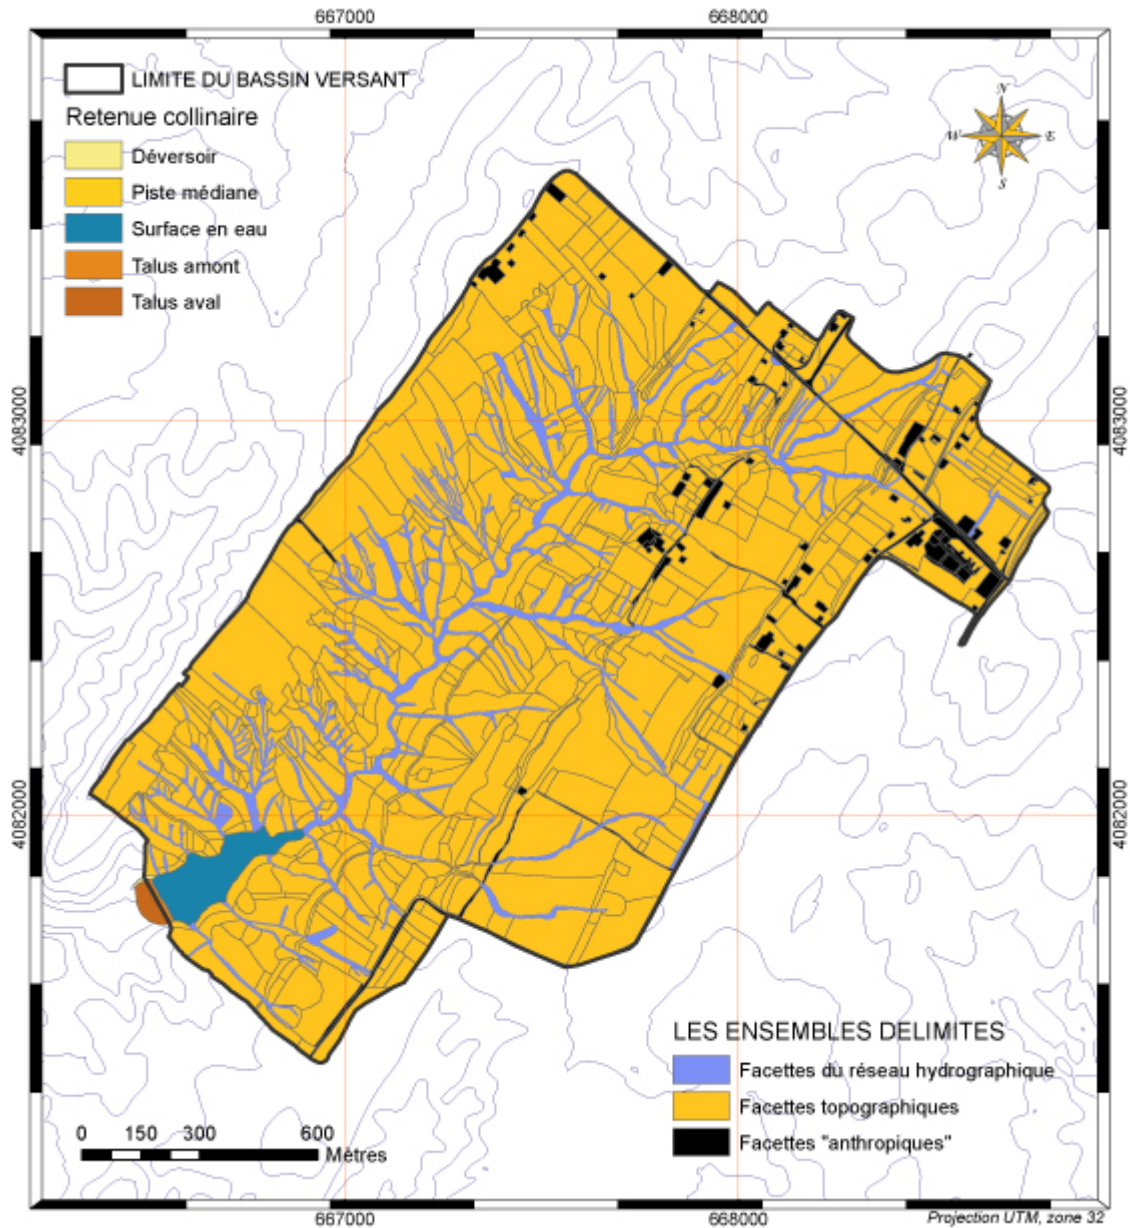 667000
668000
LIMITE DU BASSIN VERSANT
Retenue collinaire
Déversoir
Piste médiane
Surface en eau
Talus amont
Talus aval
N
W
E
S
4083000
4083000
4082000
4082000
LES ENSEMBLES DELIMITES
Facettes du réseau hydrographique
Facettes topographiques
Facettes "anthropiques"
0 150 300 600
Mètres
667000
668000
Projection UTM, zone 32